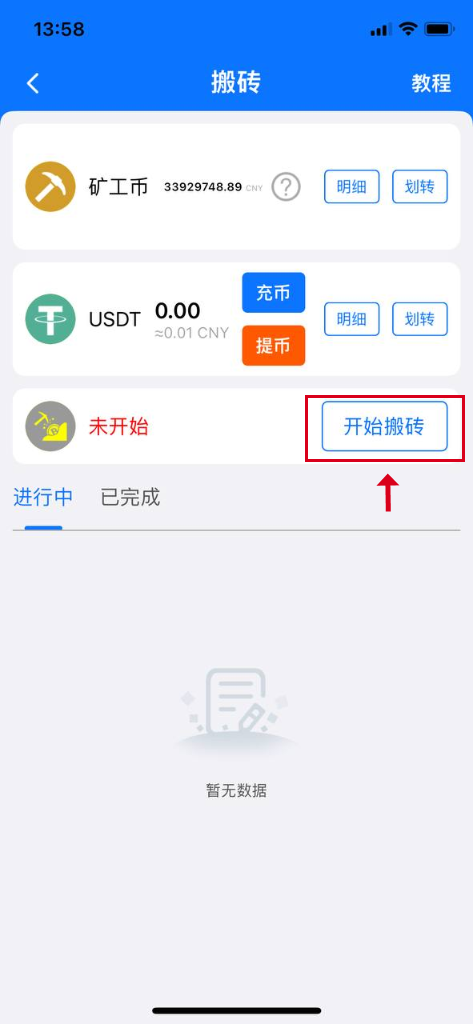 13:58
搬砖
教程
矿工币 33929748.89 CNY ? 明细 划转
充币
USDT 0.00 ≈0.01 CNY 明细 划转
提币
未开始 开始搬砖
进行中 已完成
暂无数据